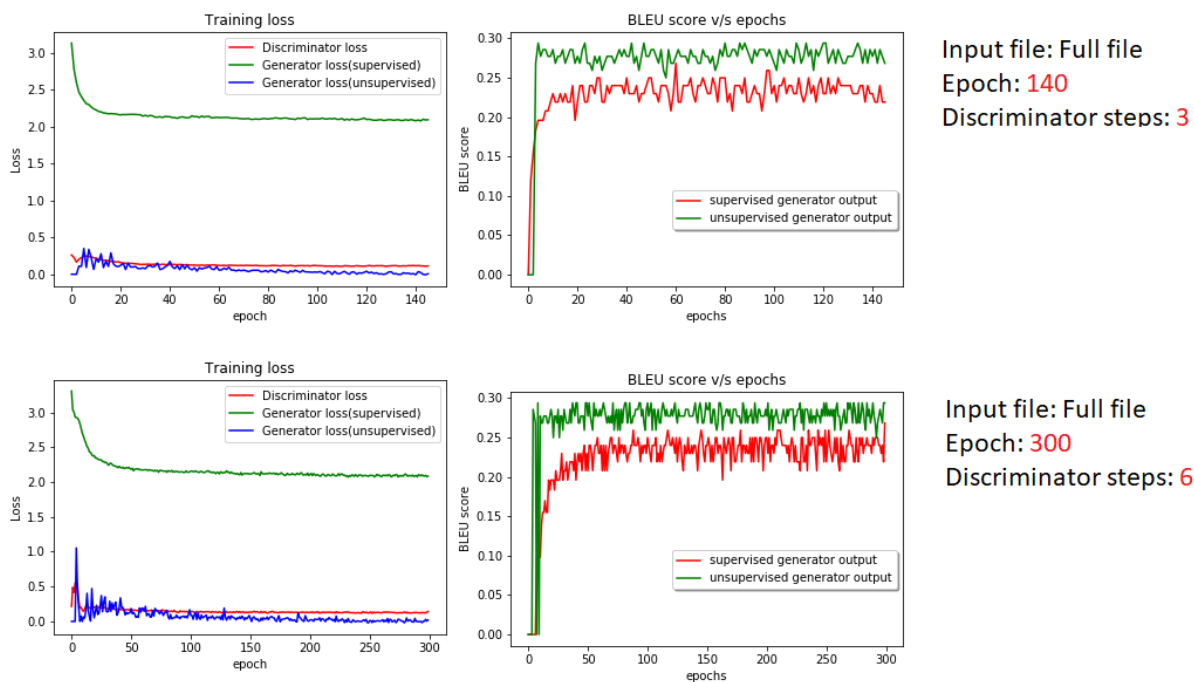 Training loss
3.0
2.5
2.0
1.5
1.0
0.5
0.0
Loss
Discriminator loss
Generator loss(supervised)
Generator loss(unsupervised)
0 20 40 60 80 100 120 140
epoch
BLEU score v/s epochs
0.30
0.25
0.20
0.15
0.10
0.05
0.00
BLEU score
supervised generator output
unsupervised generator output
0 20 40 60 80 100 120 140
epochs
Input file: Full file
Epoch: 140
Discriminator steps: 3
Training loss
3.0
2.5
2.0
1.5
1.0
0.5
0.0
Loss
Discriminator loss
Generator loss(supervised)
Generator loss(unsupervised)
0 50 100 150 200 250 300
epoch
BLEU score v/s epochs
0.30
0.25
0.20
0.15
0.10
0.05
0.00
BLEU score
supervised generator output
unsupervised generator output
0 50 100 150 200 250 300
epochs
Input file: Full file
Epoch: 300
Discriminator steps: 6